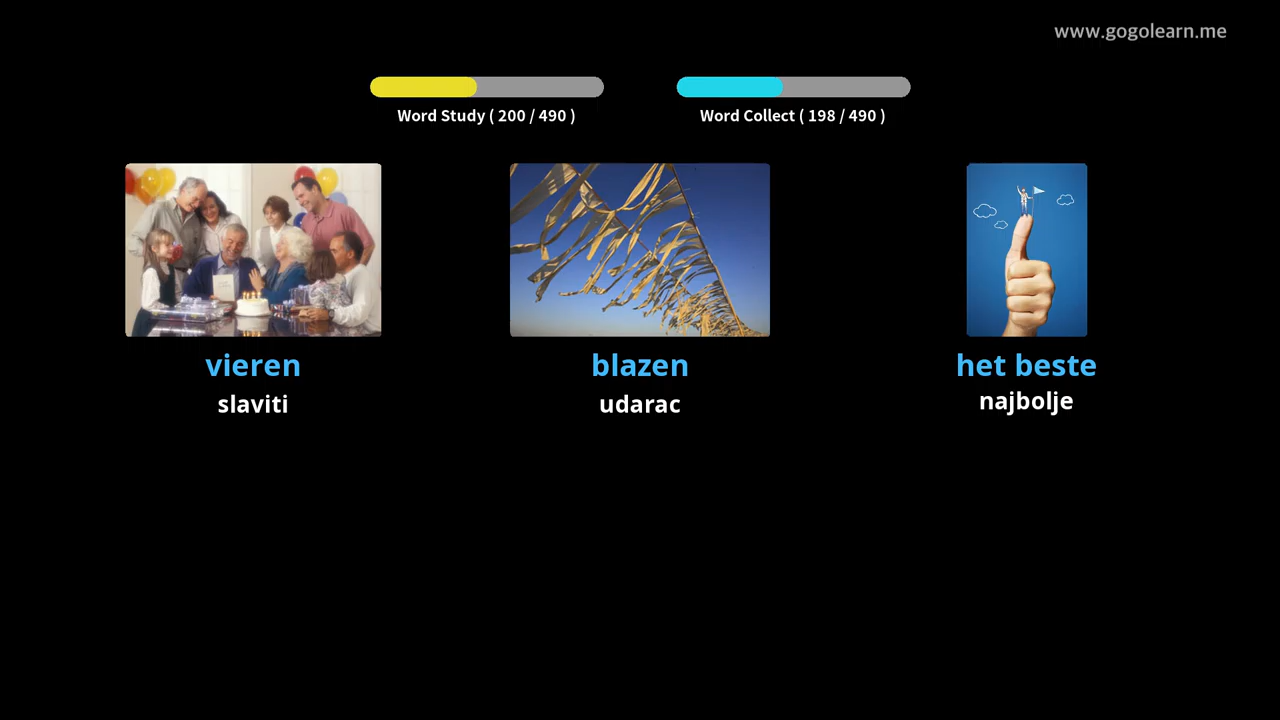 www.gogolearn.me
Word Study ( 200 / 490 )
Word Collect ( 198 / 490 )
vieren
blazen
het beste
slaviti
udarac
najbolje